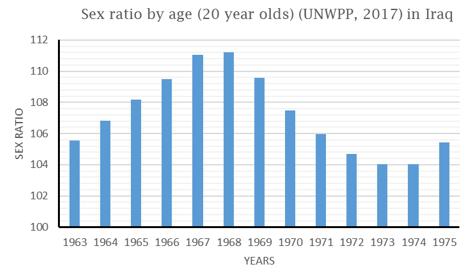 Sex ratio by age (20 year olds) (UNWPP, 2017) in Iraq
112
110
108
106
104
102
100
SEX RATIO
1963 1964 1965 1966 1967 1968 1969 1970 1971 1972 1973 1974 1975
YEARS